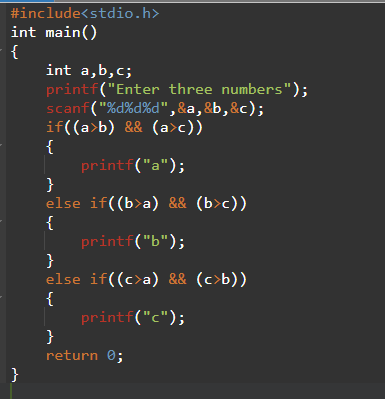 #include<stdio.h>
int main()
{
    int a,b,c;
    printf("Enter three numbers");
    scanf("%d%d%d",&a,&b,&c);
    if((a>b) && (a>c))
    {
        printf("a");
    }
    else if((b>a) && (b>c))
    {
        printf("b");
    }
    else if((c>a) && (c>b))
    {
        printf("c");
    }
    return 0;
}